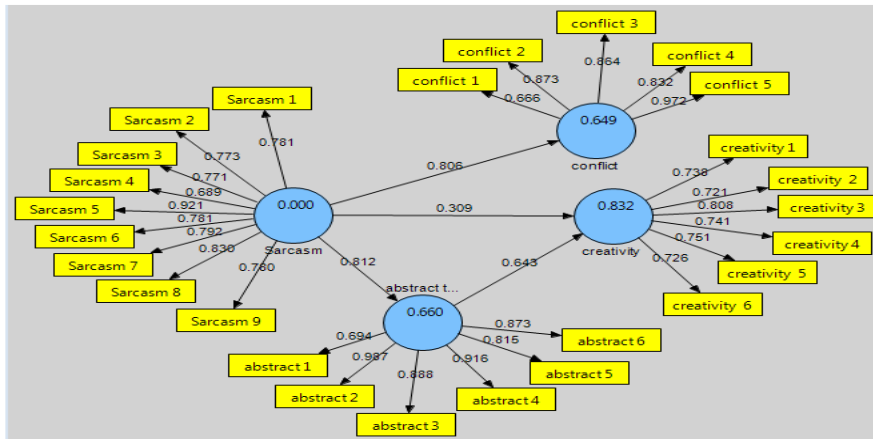 conflict 3
conflict 2
conflict 4
conflict 1
conflict 5
0.864
0.873
0.832
0.666
0.972
0.649
conflict
Sarcasm 1
Sarcasm 2
Sarcasm 3
Sarcasm 4
Sarcasm 5
Sarcasm 6
Sarcasm 7
Sarcasm 8
Sarcasm 9
0.781
0.773
0.771
0.689
0.921
0.781
0.792
0.830
0.780
0.000
Sarcasm
0.806
0.309
0.812
0.643
creativity 1
creativity 2
creativity 3
creativity 4
creativity 5
creativity 6
0.738
0.721
0.808
0.741
0.751
0.726
0.832
creativity
abstract t...
0.660
0.694
0.987
0.888
0.916
0.815
0.873
abstract 1
abstract 2
abstract 3
abstract 4
abstract 5
abstract 6